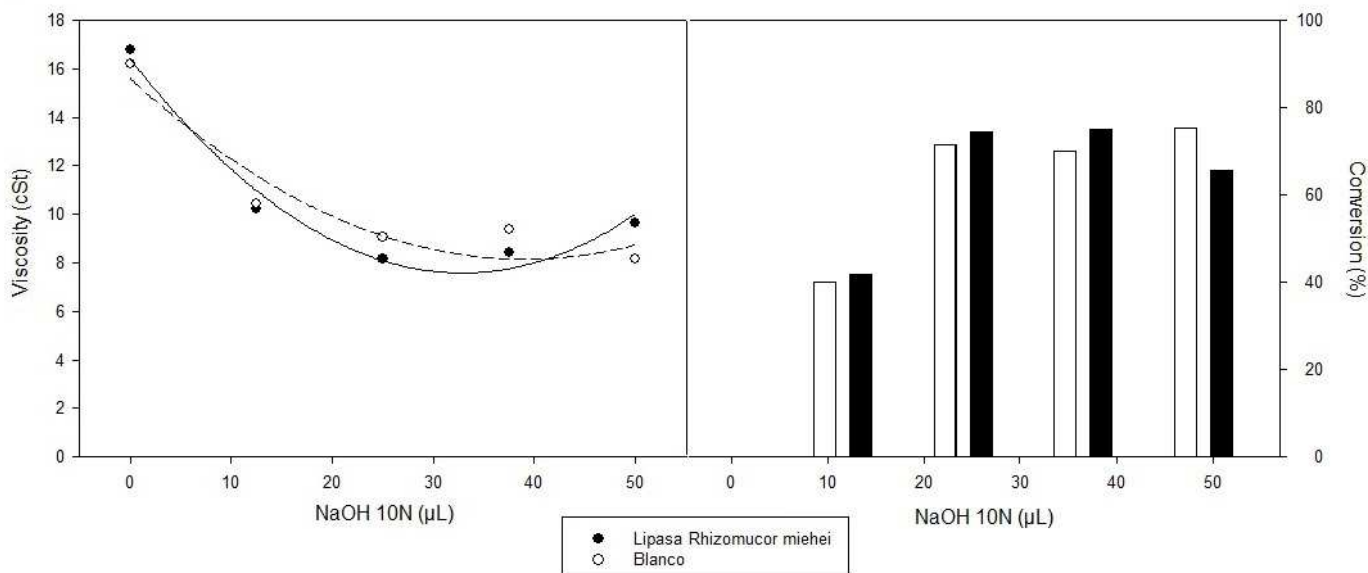 18
16
14
12
10
8
6
4
2
0
Viscosity (cSt)
0 10 20 30 40 50
NaOH 10N (µL)
100
80
60
40
20
0
Conversion (%)
0 10 20 30 40 50
NaOH 10N (µL)
Lipasa Rhizomucor miehei
Blanco